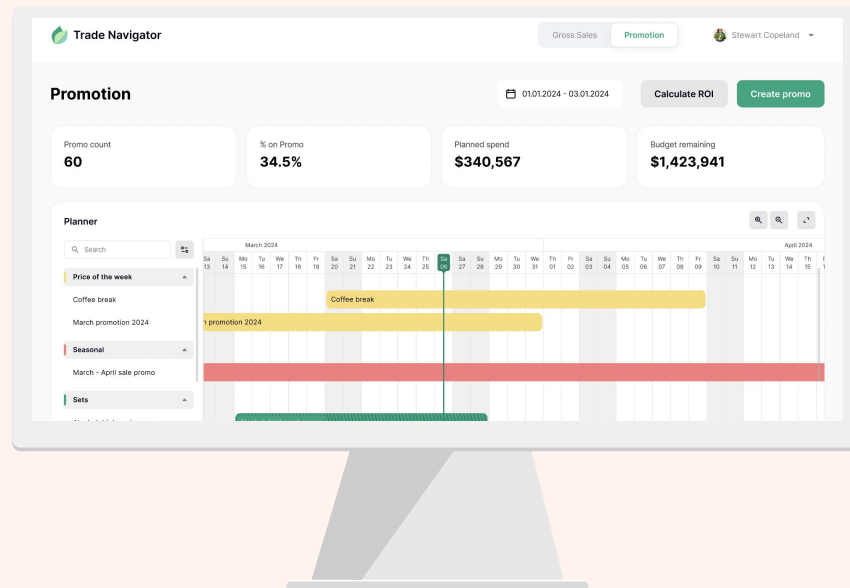 Trade Navigator
Gross Sales
Promotion
Stewart Copeland
Promotion
01.01.2024 - 03.01.2024
Calculate ROI
Create promo
Promo count
60
% on Promo
34.5%
Planned spend
$340,567
Budget remaining
$1,423,941
Planner
Search
March 2024
April 2024
Sa Su Mo Tu We Th Fr Sa Su Mo Tu We Th Sa Sa Su Mo Tu We Th Fr Sa Su Mo Tu We Th Fr Sa Su Mo Tu We Th
13 14 15 16 17 18 19 20 21 22 23 24 25 06 27 28 29 30 31 01 02 03 04 05 06 07 08 09 10 11 12 13 14 15
Price of the week
Coffee break
Coffee break
March promotion 2024
promotion 2024
Seasonal
March - April sale promo
Sets